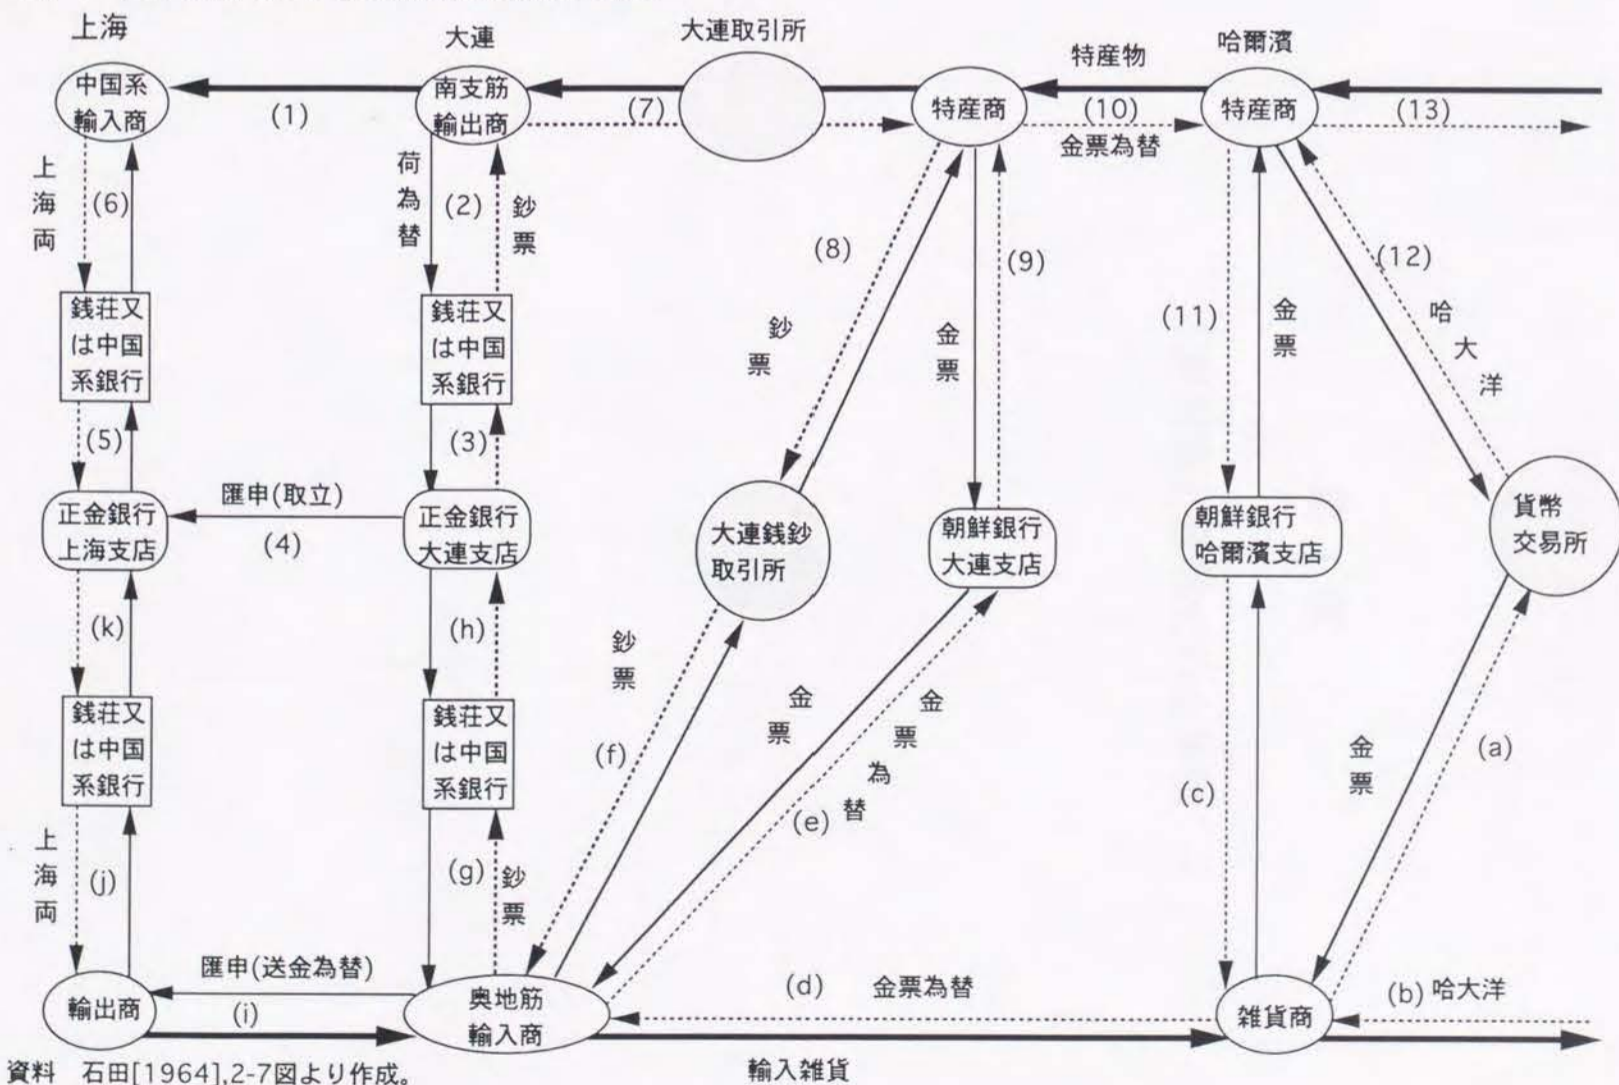 上海
大連
大連取引所
特産物
哈爾濱
中国系
輸入商
(1)
南支筋
輸出商
(7)
特産商
(10)
金票為替
特産商
(13)
上海両
(6)
荷為替
(2)
鈔票
(8)
(9)
(11)
金票
(12)
哈大洋
鈔票
金票
銭荘又
は中国
系銀行
銭荘又
は中国
系銀行
(5)
(3)
正金銀行
上海支店
匯申(取立)
(4)
正金銀行
大連支店
大連銭鈔
取引所
朝鮮銀行
大連支店
朝鮮銀行
哈爾濱支店
貨幣
交易所
(k)
(h)
鈔票
(f)
金票
金票為替
(e)
(c)
金票
(a)
銭荘又
は中国
系銀行
銭荘又
は中国
系銀行
上海両
(j)
(g)
鈔票
輸出商
匯申(送金為替)
(i)
奥地筋
輸入商
(d)
金票為替
雑貨商
(b)
哈大洋
輸入雑貨
資料 石田[1964],2-7図より作成。